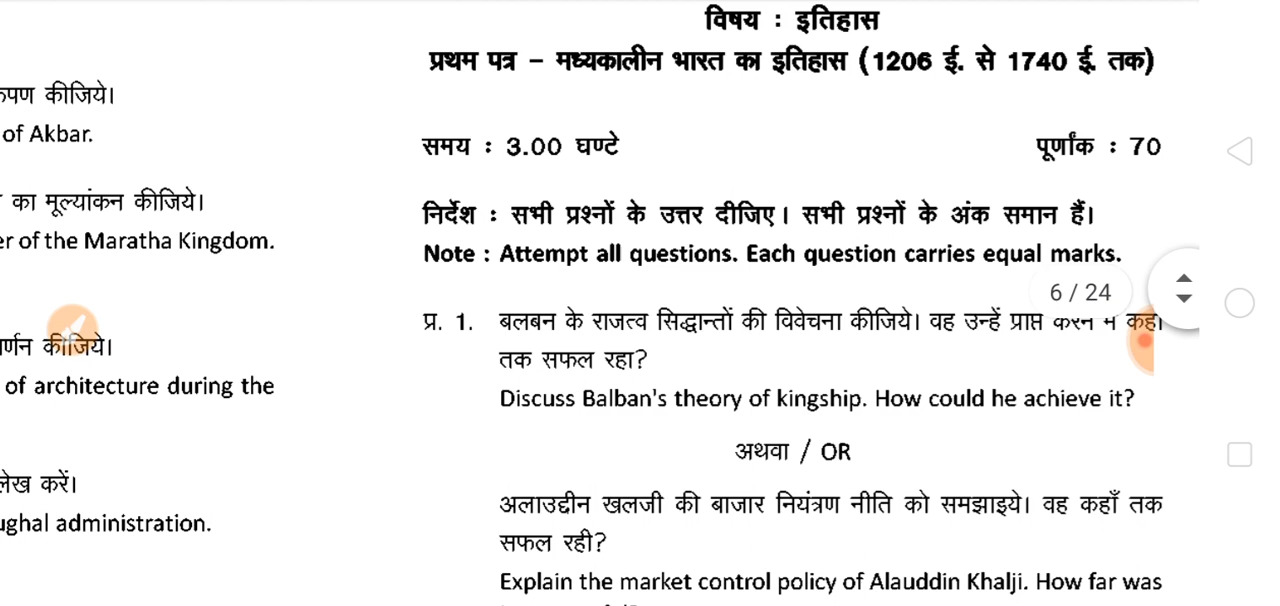 विषय : इतिहास
प्रथम पत्र – मध्यकालीन भारत का इतिहास (1206 ई. से 1740 ई. तक)
समय : 3.00 घण्टे पूर्णांक : 70
निर्देश : सभी प्रश्नों के उत्तर दीजिए। सभी प्रश्नों के अंक समान हैं।
Note : Attempt all questions. Each question carries equal marks.
6 / 24
प्र. 1. बलबन के राजत्व सिद्धान्तों की विवेचना कीजिये। वह उन्हें प्राप्त करने में
तक सफल रहा?
Discuss Balban's theory of kingship. How could he achieve it?
अथवा / OR
अलाउद्दीन खलजी की बाजार नियंत्रण नीति को समझाइये। वह कहाँ तक
सफल रही?
Explain the market control policy of Alauddin Khalji. How far was
कीजिये।
of Akbar.
का मूल्यांकन कीजिये।
of the Maratha Kingdom.
कीजिये।
of architecture during the
करें।
administration.